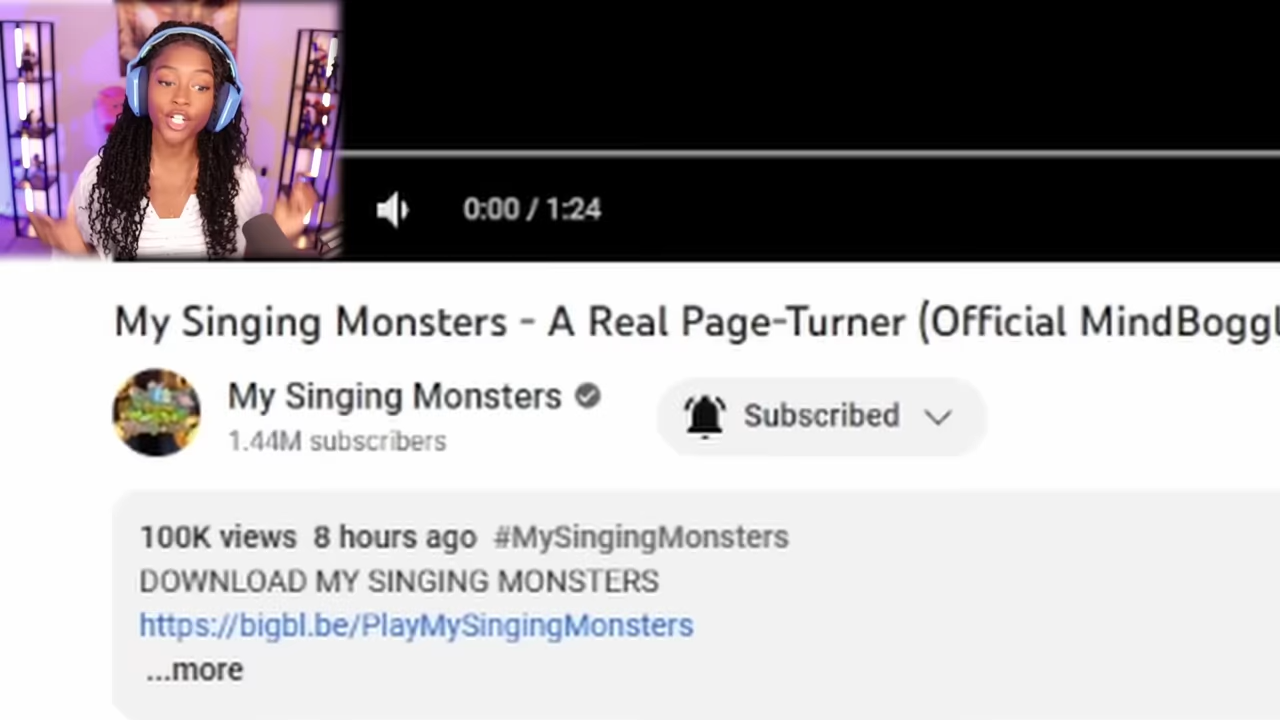 0:00 / 1:24
My Singing Monsters - A Real Page-Turner (Official MindBoggl
My Singing Monsters
Subscribed
1.44M subscribers
100K views 8 hours ago #MySingingMonsters
DOWNLOAD MY SINGING MONSTERS
https://bigbl.be/PlayMySingingMonsters
...more